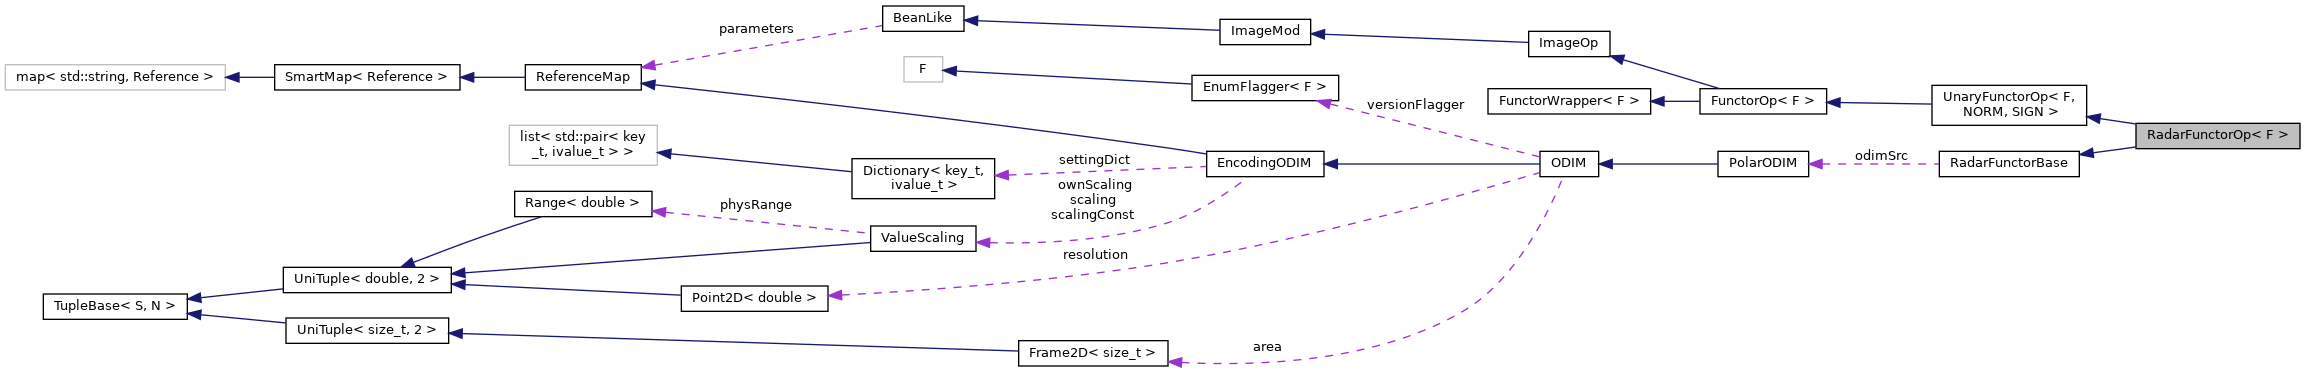 BeanLike
parameters
ImageMod
ImageOp
map< std::string, Reference >
SmartMap< Reference >
ReferenceMap
F
EnumFlagger< F >
versionFlagger
FunctorWrapper< F >
FunctorOp< F >
UnaryFunctorOp< F,
NORM, SIGN >
RadarFunctorOp< F >
list< std::pair< key
_t, ivalue_t > >
Dictionary< key_t,
ivalue_t >
settingDict
EncodingODIM
ODIM
PolarODIM
odimSrc
RadarFunctorBase
ownScaling
scaling
scalingConst
Range< double >
physRange
ValueScaling
resolution
UniTuple< double, 2 >
Point2D< double >
TupleBase< S, N >
UniTuple< size_t, 2 >
Frame2D< size_t >
area